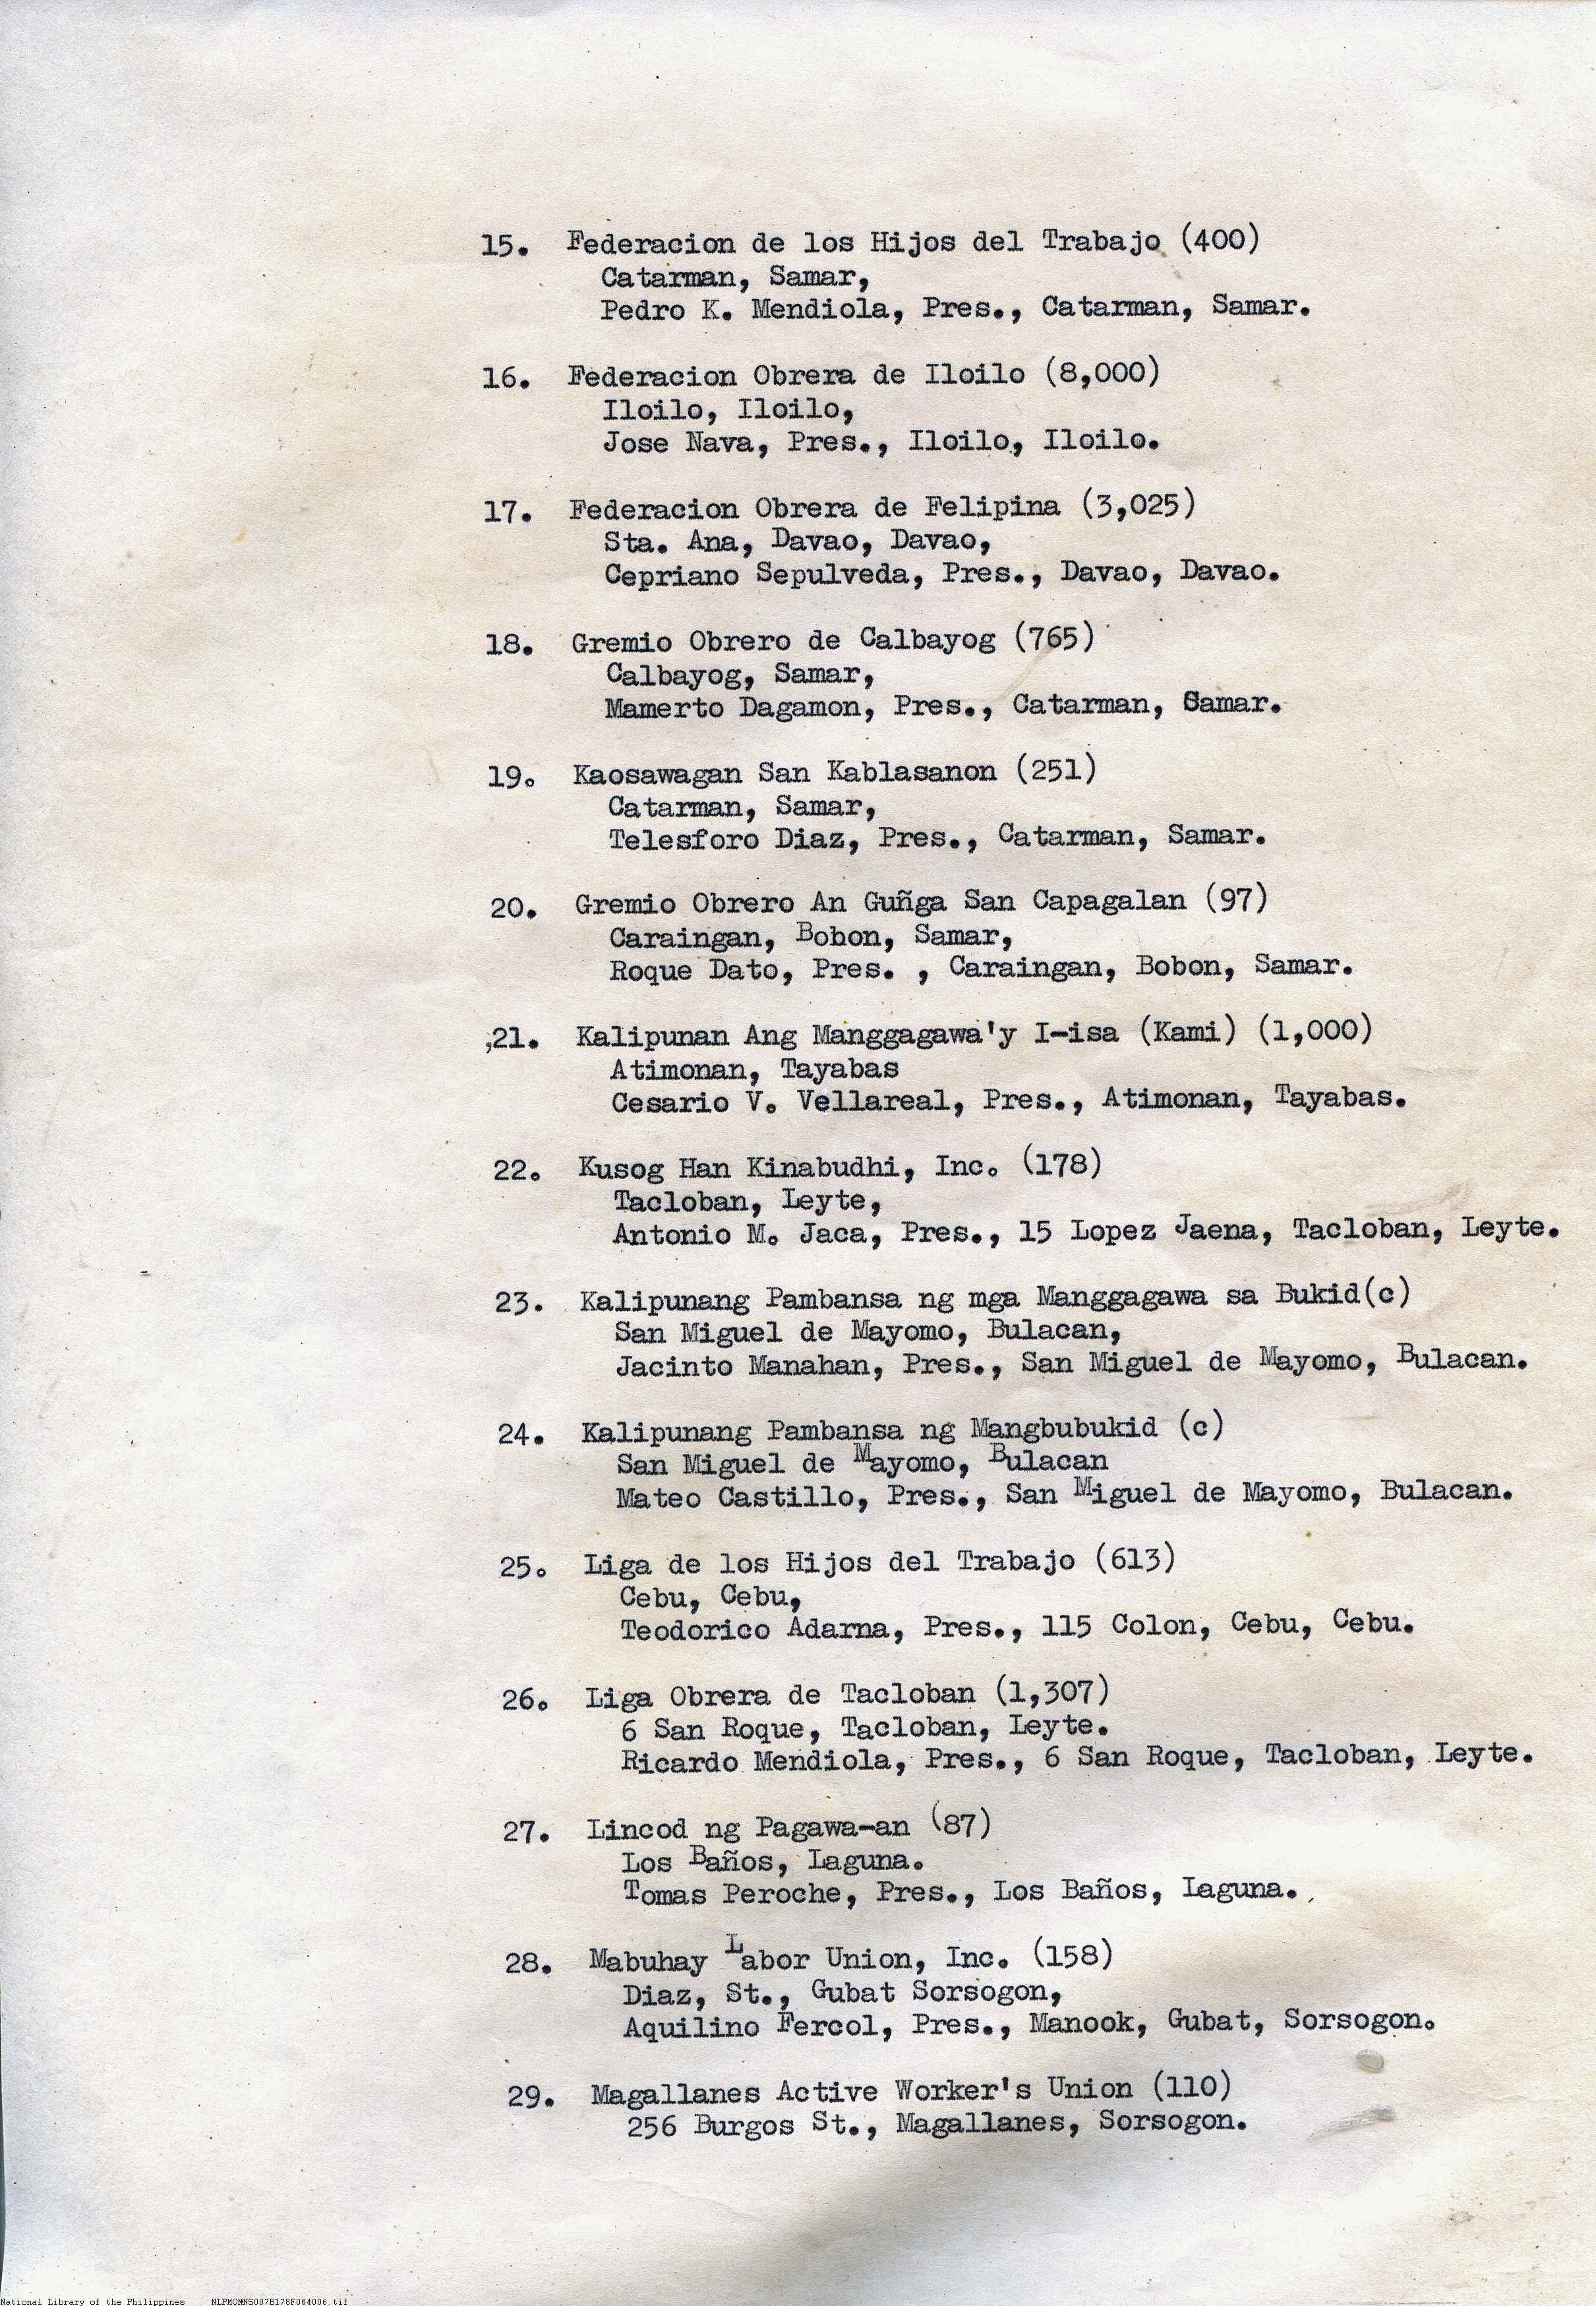 15. Federacion de los Hijos del Trabajo (400)
Catarman, Samar,
Pedro K. Mendiola, Pres., Catarman, Samar.
16. Federacion Obrera de Iloilo (8,000)
Iloilo, Iloilo,
Jose Nava, Pres., Iloilo, Iloilo.
17. Federacion Obrera de Felipina (3,025)
Sta. Ana, Davao, Davao,
Cepriano Sepulveda, Pres., Davao, Davao.
18. Gremio Obrero de Calbayog (765)
Calbayog, Samar,
Mamerto Dagamon, Pres., Catarman, Samar.
19. Kaosawagan San Kablasanon (251)
Catarman, Samar,
Telesforo Diaz, Pres., Catarman, Samar.
20. Gremio Obrero An Guñga San Capagalan (97)
Caraingan, Bobon, Samar,
Roque Dato, Pres. , Caraingan, Bobon, Samar.
,21. Kalipunan Ang Manggagawa'y I-isa (Kami) (1,000)
Atimonan, Tayabas
Cesario V. Vellareal, Pres., Atimonan, Tayabas.
22. Kusog Han Kinabudhi, Inc. (178)
Tacloban, Leyte,
Antonio M. Jaca, Pres., 15 Lopez Jaena, Tacloban, Leyte.
23. Kalipunang Pambansa ng mga Manggagawa sa Bukid(c)
San Miguel de Mayomo, Bulacan,
Jacinto Manahan, Pres., San Miguel de Mayomo, Bulacan.
24. Kalipunang Pambansa ng Mangbubukid (c)
San Miguel de Mayomo, Bulacan
Mateo Castillo, Pres., San Miguel de Mayomo, Bulacan.
25. Liga de los Hijos del Trabajo (613)
Cebu, Cebu,
Teodorico Adarna, Pres., 115 Colon, Cebu, Cebu.
26. Liga Obrera de Tacloban (1,307)
6 San Roque, Tacloban, Leyte.
Ricardo Mendiola, Pres., 6 San Roque, Tacloban, Leyte.
27. Lincod ng Pagawa-an (87)
Los Baños, Laguna.
Tomas Peroche, Pres., Los Baños, Laguna.
28. Mabuhay Labor Union, Inc. (158)
Diaz, St., Gubat Sorsogon,
Aquilino Fercol, Pres., Manook, Gubat, Sorsogon.
29. Magallanes Active Worker's Union (110)
256 Burgos St., Magallanes, Sorsogon.
National Library of the Philippines NLPMQMNS007B178F084006.tif